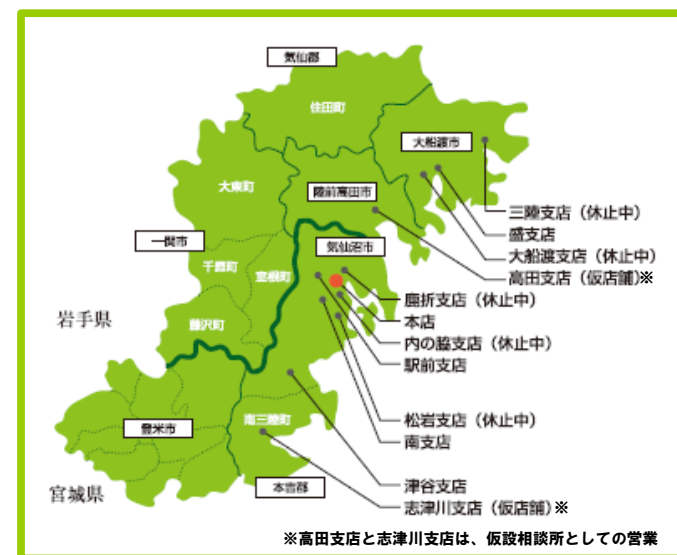 気仙郡
住田町
大船渡市
大東町
陸前高田市
三陸支店（休止中）
盛支店
一関市
気仙沼市
大船渡支店（休止中）
千厩町
室根町
高田支店（仮店舗）※
鹿折支店（休止中）
岩手県
藤沢町
本店
内の脇支店（休止中）
駅前支店
松岩支店（休止中）
登米市
南三陸町
南支店
宮城県
本吉郡
津谷支店
志津川支店（仮店舗）※
※高田支店と志津川支店は、仮設相談所としての営業